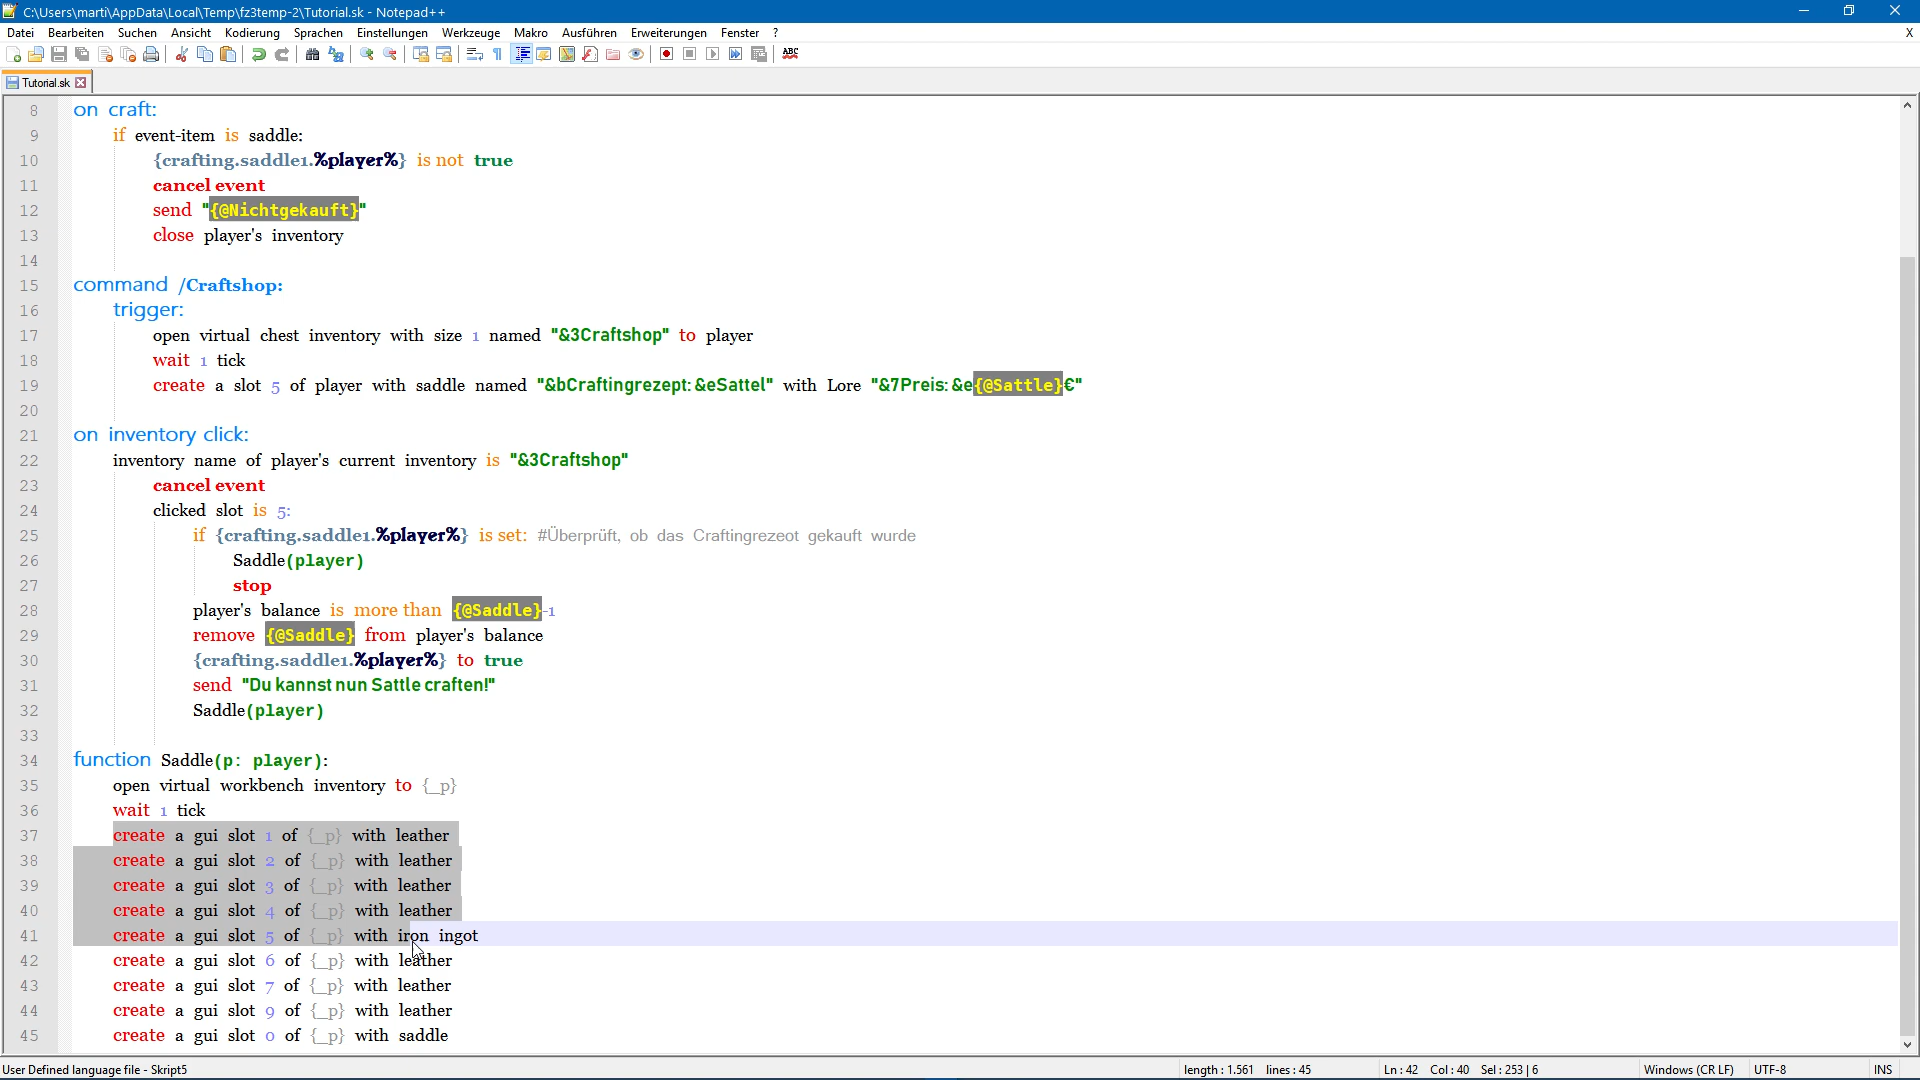 C:\Users\marti\AppData\Local\Temp\fz3temp-2\Tutorial.sk - Notepad++
Datei Bearbeiten Suchen Ansicht Kodierung Sprachen Einstellungen Werkzeuge Makro Ausführen Erweiterungen Fenster ? X
ABC
Tutorial.sk
8 on craft:
9 if event-item is saddle:
10 {crafting.saddle1.%player%} is not true
11 cancel event
12 send "{@Nichtgekauft}"
13 close player's inventory
14
15 command /Craftshop:
16 trigger:
17 open virtual chest inventory with size 1 named "&3Craftshop" to player
18 wait 1 tick
19 create a slot 5 of player with saddle named "&bCraftingrezept: &eSattel" with Lore "&7Preis: &e{@Sattle}€"
20
21 on inventory click:
22 inventory name of player's current inventory is "&3Craftshop"
23 cancel event
24 clicked slot is 5:
25 if {crafting.saddle1.%player%} is set: #Überprüft, ob das Craftingrezeot gekauft wurde
26 Saddle(player)
27 stop
28 player's balance is more than {@Saddle}-1
29 remove {@Saddle} from player's balance
30 {crafting.saddle1.%player%} to true
31 send "Du kannst nun Sattle craften!"
32 Saddle(player)
33
34 function Saddle(p: player):
35 open virtual workbench inventory to {_p}
36 wait 1 tick
37 create a gui slot 1 of {_p} with leather
38 create a gui slot 2 of {_p} with leather
39 create a gui slot 3 of {_p} with leather
40 create a gui slot 4 of {_p} with leather
41 create a gui slot 5 of {_p} with iron ingot
42 create a gui slot 6 of {_p} with leather
43 create a gui slot 7 of {_p} with leather
44 create a gui slot 9 of {_p} with leather
45 create a gui slot 0 of {_p} with saddle
User Defined language file - Skript5 length : 1.561 lines : 45 Ln : 42 Col : 40 Sel : 253 | 6 Windows (CR LF) UTF-8 INS